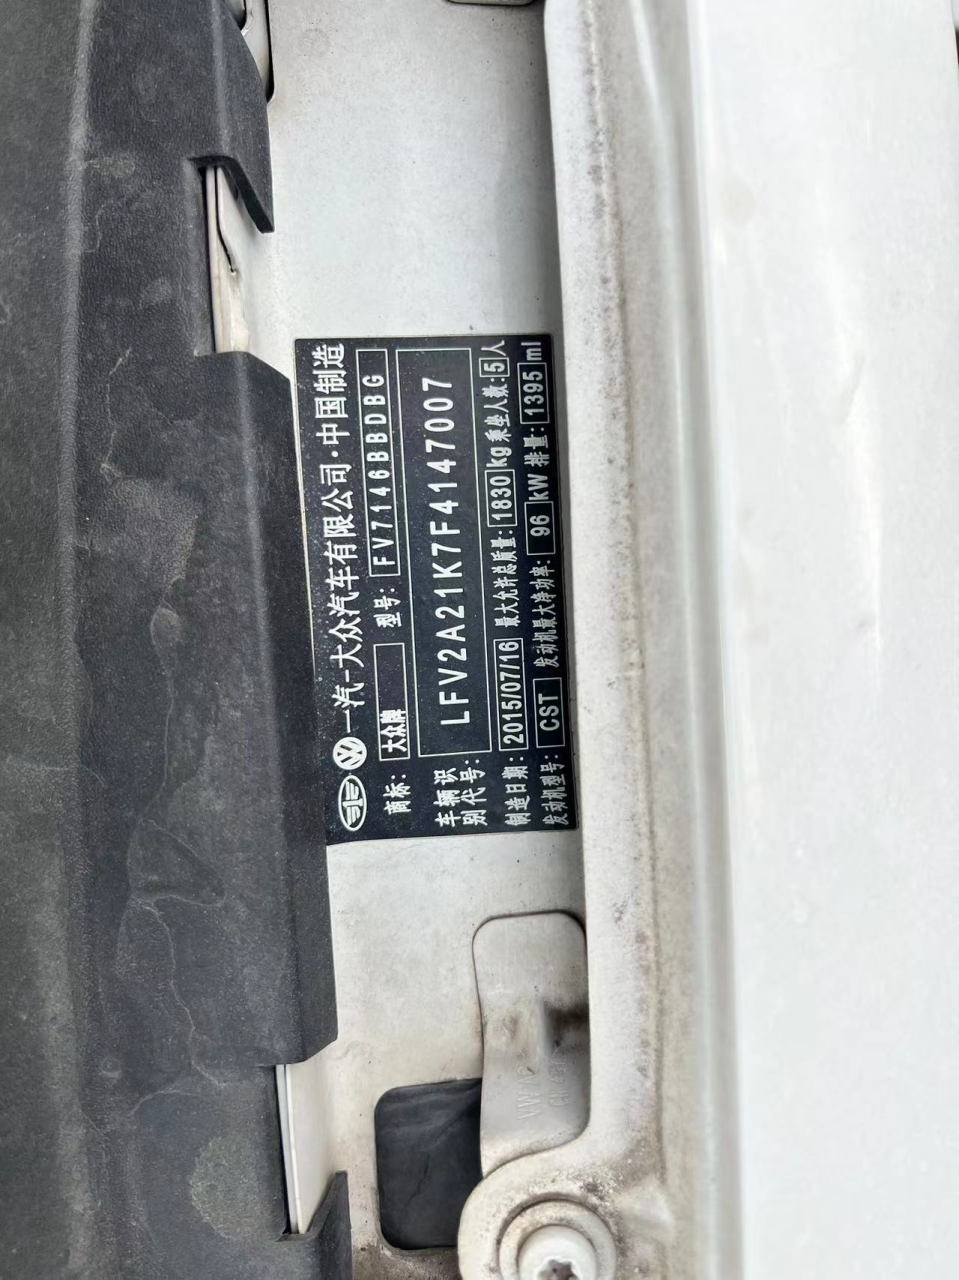 一汽-大众汽车有限公司·中国制造
商标: 大众牌 型号: FV7146BBDBG
车辆识别代号: LFV2A21K7F4147007
制造日期: 2015/07/16 最大允许总质量: 1830 kg 乘坐人数: 5 人
发动机型号: CST 发动机最大净功率: 96 kW 排量: 1395 ml